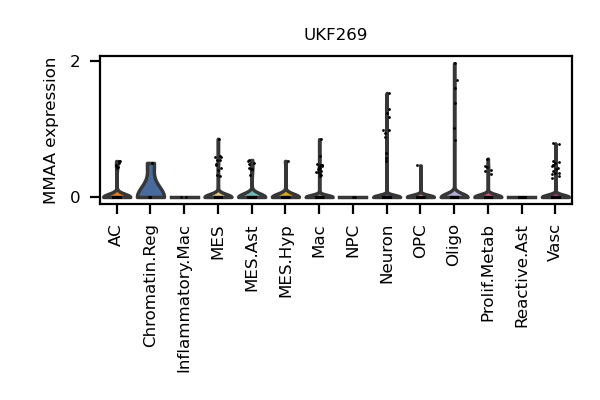 UKF269
MMAA expression
2
0
AC
Chromatin.Reg
Inflammatory.Mac
MES
MES.Ast
MES.Hyp
Mac
NPC
Neuron
OPC
Oligo
Prolif.Metab
Reactive.Ast
Vasc